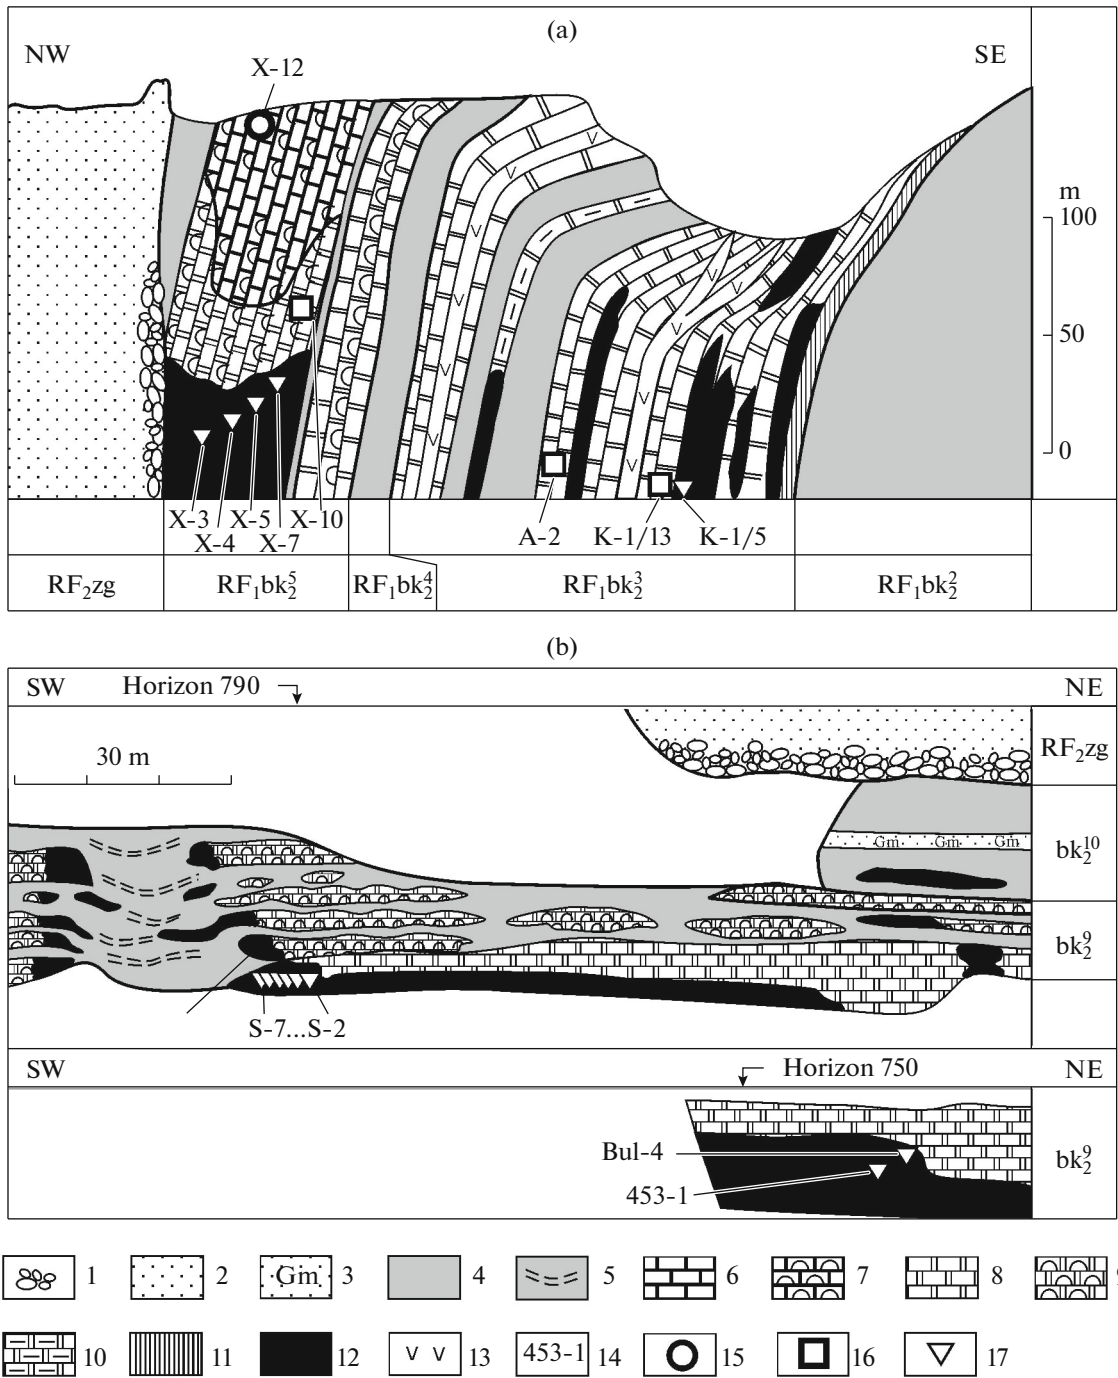 (a)
NW
SE
X-12
m
100
50
0
X-3
X-5
X-10
X-4
X-7
A-2
K-1/13
K-1/5
RF₂zg
RF₁bk₂⁵
RF₁bk₂⁴
RF₁bk₂³
RF₁bk₂²
(b)
SW
Horizon 790
NE
30 m
RF₂zg
Gm
Gm
Gm
bk₂¹⁰
bk₂⁹
S-7...S-2
SW
Horizon 750
NE
Bul-4
453-1
bk₂⁹
1
2
Gm
3
4
5
6
7
8
10
11
12
13
453-1
14
15
16
17